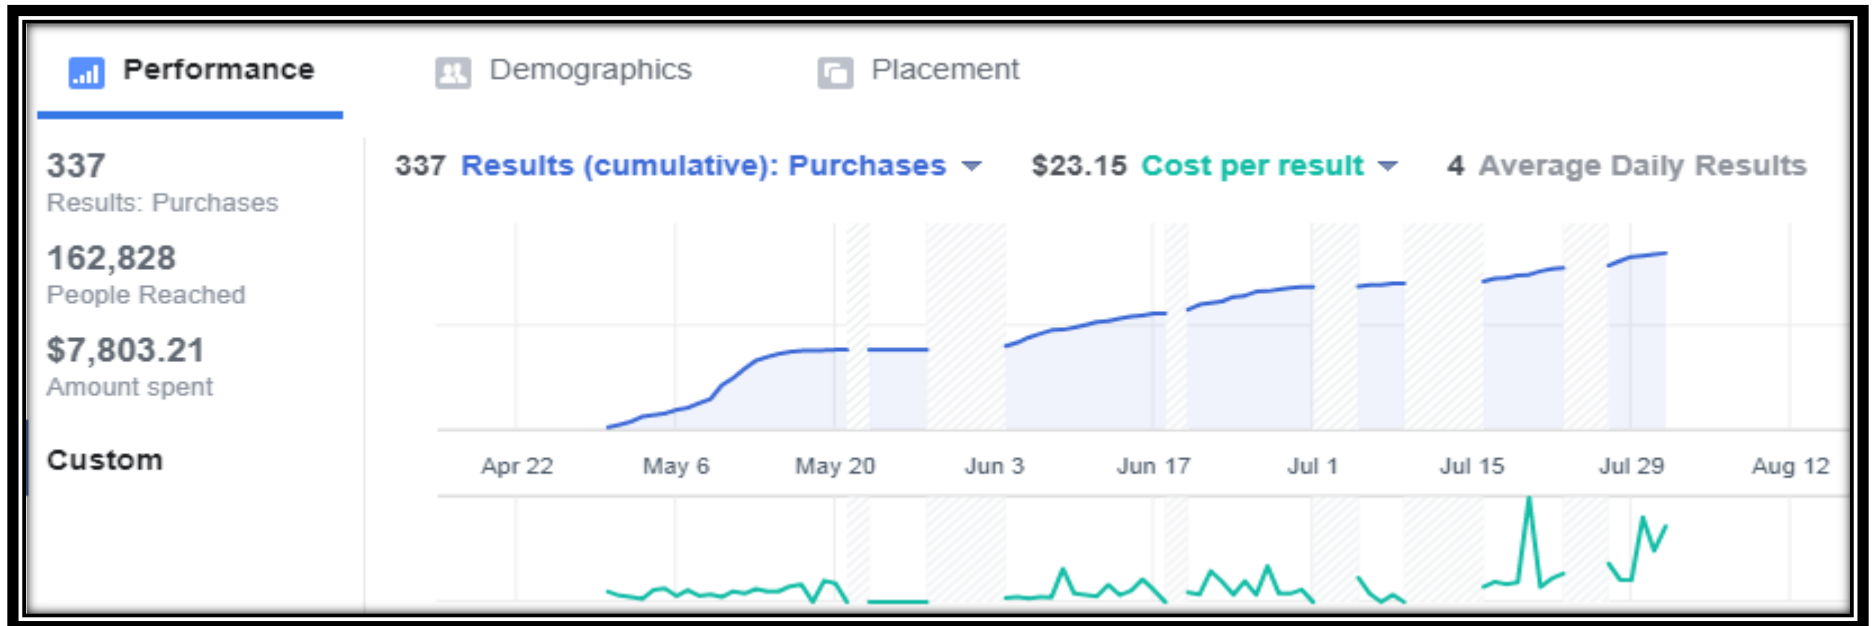 Performance
Demographics
Placement
337
Results: Purchases
162,828
People Reached
$7,803.21
Amount spent
Custom
337 Results (cumulative): Purchases
$23.15 Cost per result
4 Average Daily Results
Apr 22 May 6 May 20 Jun 3 Jun 17 Jul 1 Jul 15 Jul 29 Aug 12